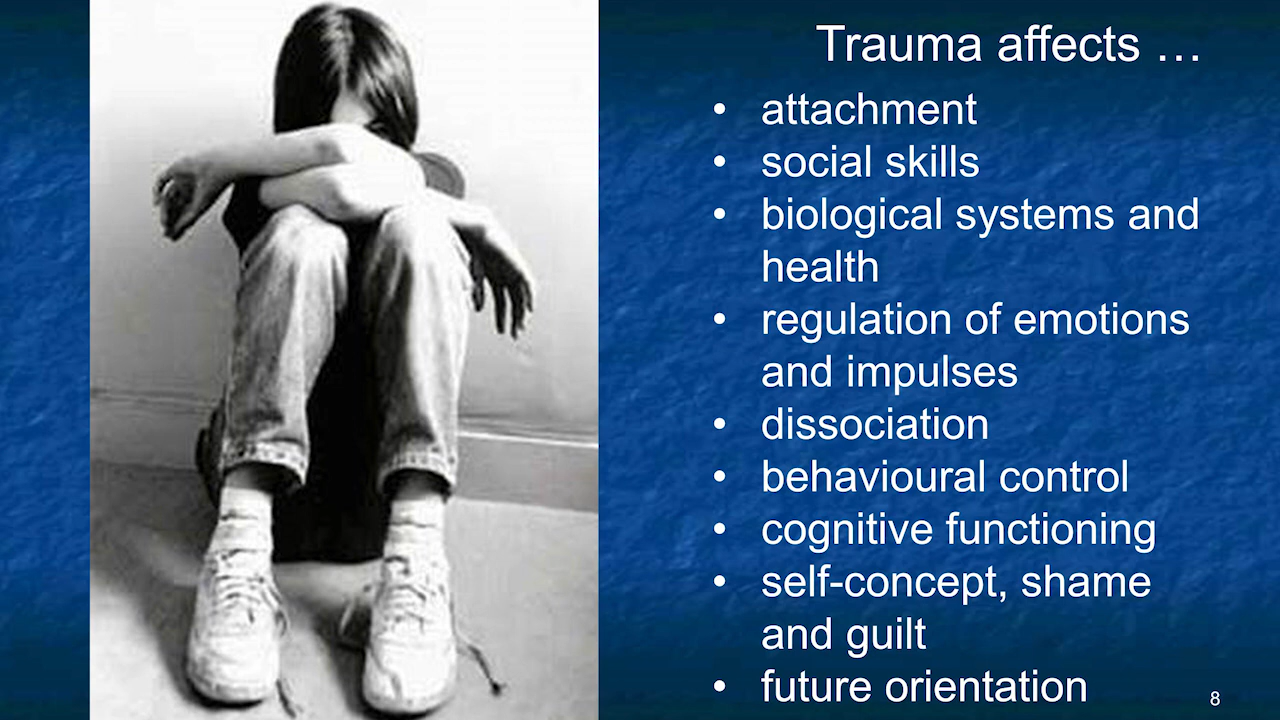 Trauma affects …
• attachment
• social skills
• biological systems and
health
• regulation of emotions
and impulses
• dissociation
• behavioural control
• cognitive functioning
• self-concept, shame
and guilt
• future orientation
8